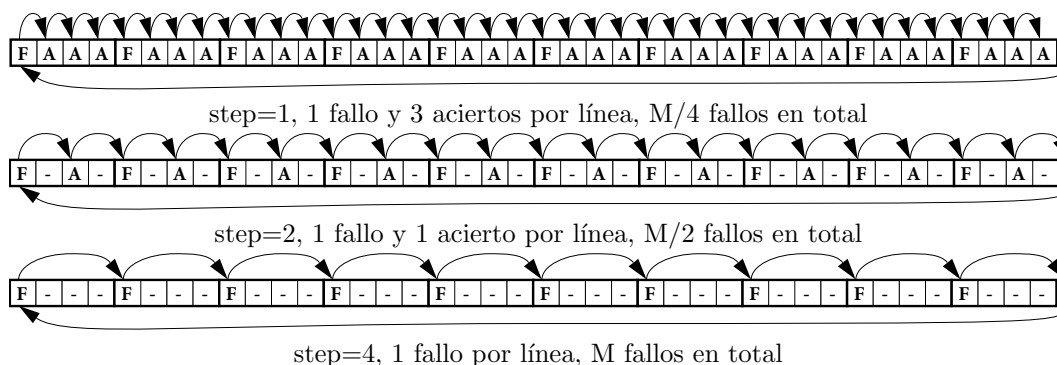 F A A A F A A A F A A A F A A A F A A A F A A A F A A A F A A A F A A A F A A A
step=1, 1 fallo y 3 aciertos por línea, M/4 fallos en total
F - A - F - A - F - A - F - A - F - A - F - A - F - A - F - A - F - A - F - A -
step=2, 1 fallo y 1 acierto por línea, M/2 fallos en total
F - - - F - - - F - - - F - - - F - - - F - - - F - - - F - - - F - - - F - - -
step=4, 1 fallo por línea, M fallos en total